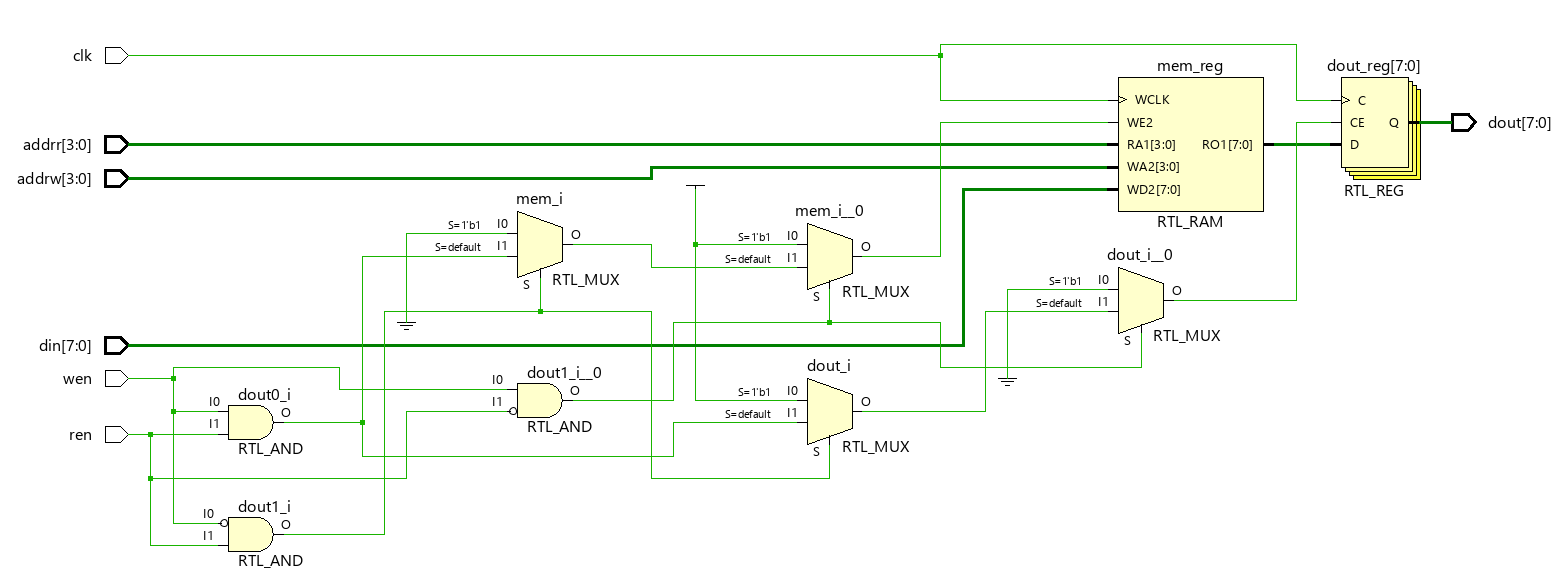 clk
addrr[3:0]
addrw[3:0]
din[7:0]
wen
ren
dout0_i
I0
I1
O
RTL_AND
dout1_i
I0
I1
O
RTL_AND
mem_i
S=1'b1 I0
S=default I1
O
S
RTL_MUX
dout1_i__0
I0
I1
O
RTL_AND
mem_i__0
S=1'b1 I0
S=default I1
O
S
RTL_MUX
dout_i
S=1'b1 I0
S=default I1
O
S
RTL_MUX
mem_reg
WCLK
WE2
RA1[3:0] RO1[7:0]
WA2[3:0]
WD2[7:0]
RTL_RAM
dout_i__0
S=1'b1 I0
S=default I1
O
S
RTL_MUX
dout_reg[7:0]
C
CE Q
D
RTL_REG
dout[7:0]